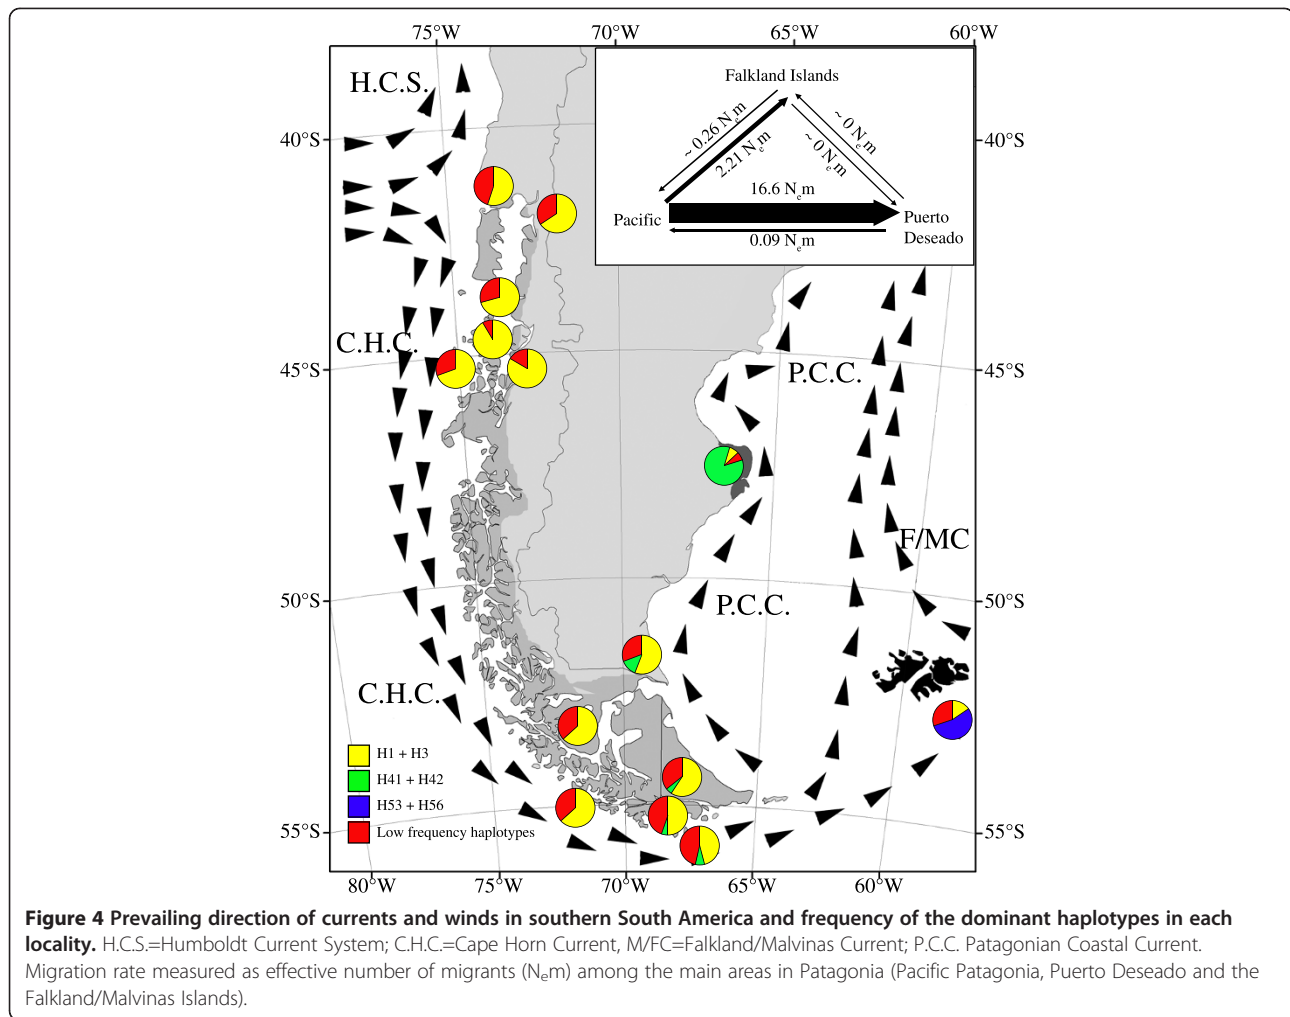 75°W 70°W 65°W 60°W
H.C.S.
Falkland Islands
~ 0.26 Nem
2.21 Nem
~ 0 Nem
~ 0 Nem
16.6 Nem
Pacific
Puerto
Deseado
0.09 Nem
40°S 40°S
C.H.C.
P.C.C.
45°S 45°S
F/MC
P.C.C.
50°S 50°S
C.H.C.
H1 + H3
H41 + H42
H53 + H56
Low frequency haplotypes
55°S 55°S
80°W 75°W 70°W 65°W 60°W
Figure 4 Prevailing direction of currents and winds in southern South America and frequency of the dominant haplotypes in each
locality. H.C.S.=Humboldt Current System; C.H.C.=Cape Horn Current, M/FC=Falkland/Malvinas Current; P.C.C. Patagonian Coastal Current.
Migration rate measured as effective number of migrants (Nem) among the main areas in Patagonia (Pacific Patagonia, Puerto Deseado and the
Falkland/Malvinas Islands).